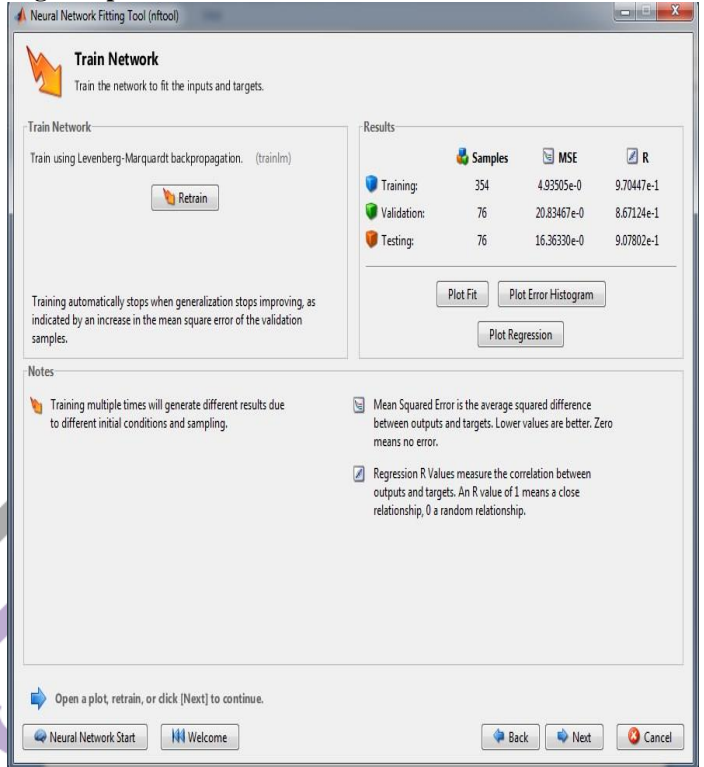 Neural Network Fitting Tool (nftool)
Train Network
Train the network to fit the inputs and targets.
Train Network
Train using Levenberg-Marquardt backpropagation. (trainlm)
Retrain
Training automatically stops when generalization stops improving, as
indicated by an increase in the mean square error of the validation
samples.
Results
Samples MSE R
Training: 354 4.93505e-0 9.70447e-1
Validation: 76 20.83467e-0 8.67124e-1
Testing: 76 16.36330e-0 9.07802e-1
Plot Fit Plot Error Histogram
Plot Regression
Notes
Training multiple times will generate different results due
to different initial conditions and sampling.
Mean Squared Error is the average squared difference
between outputs and targets. Lower values are better. Zero
means no error.
Regression R Values measure the correlation between
outputs and targets. An R value of 1 means a close
relationship, 0 a random relationship.
Open a plot, retrain, or click [Next] to continue.
Neural Network Start Welcome Back Next Cancel